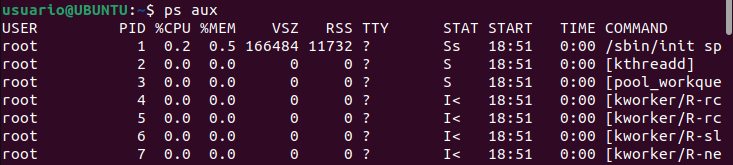 usuario@UBUNTU:~$ ps aux
USER PID %CPU %MEM VSZ RSS TTY STAT START TIME COMMAND
root 1 0.2 0.5 166484 11732 ? Ss 18:51 0:00 /sbin/init sp
root 2 0.0 0.0 0 0 ? S 18:51 0:00 [kthreadd]
root 3 0.0 0.0 0 0 ? S 18:51 0:00 [pool_workque
root 4 0.0 0.0 0 0 ? I< 18:51 0:00 [kworker/R-rc
root 5 0.0 0.0 0 0 ? I< 18:51 0:00 [kworker/R-rc
root 6 0.0 0.0 0 0 ? I< 18:51 0:00 [kworker/R-sl
root 7 0.0 0.0 0 0 ? I< 18:51 0:00 [kworker/R-ne